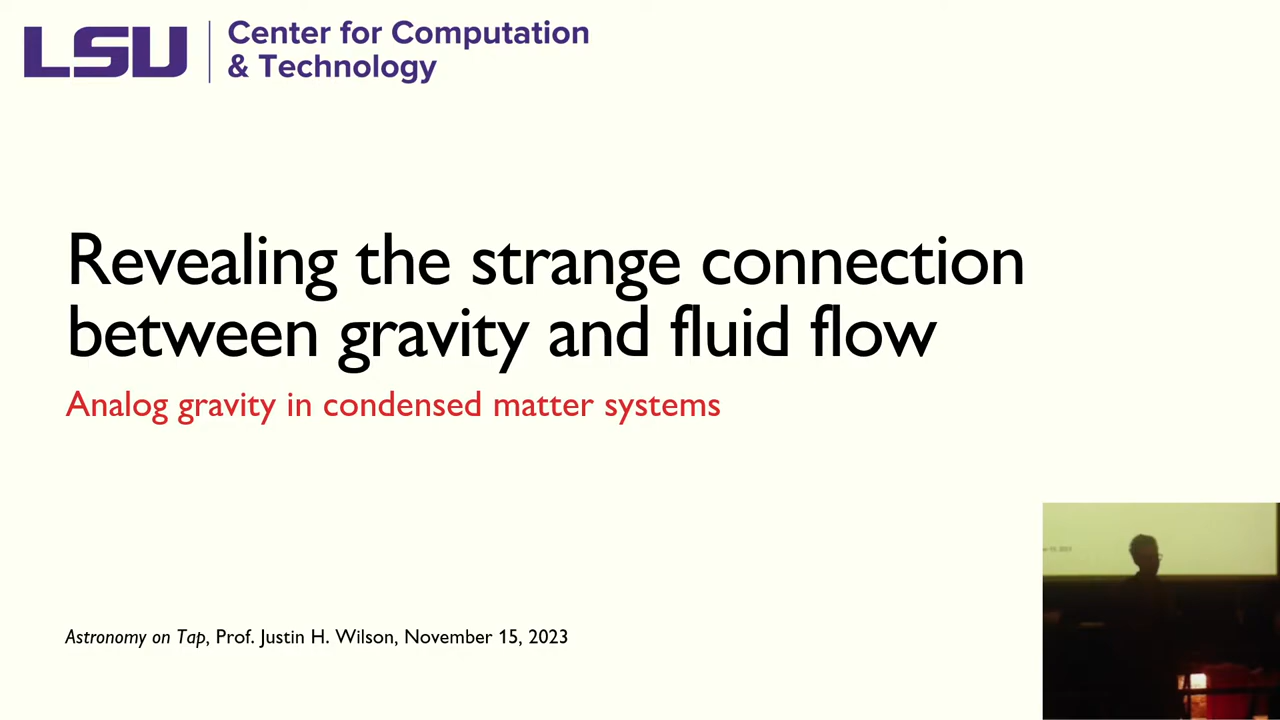 LSU
Center for Computation
& Technology
Revealing the strange connection
between gravity and fluid flow
Analog gravity in condensed matter systems
Astronomy on Tap, Prof. Justin H. Wilson, November 15, 2023